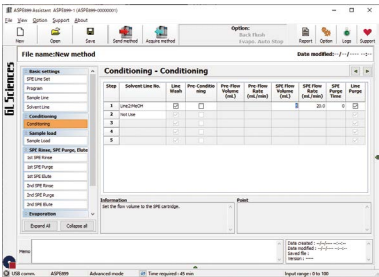 ASPE899-Assistant ASPE899-1 (ASPE899-00000001)
File View Option Support About
New Open Save Send method Acquire method
Option:
Back flush
Evapo. Auto Stop
Report Option Logs Support
File name:New method
Date modified:--/--/---- --:--
GL Sciences
Basic settings
SPE Line Set
Program
Sample Line
Solvent Line
Conditioning
Conditioning
Sample load
Sample Load
SPE Rinse, SPE Purge, Elute
1st SPE Rinse
1st SPE Purge
1st SPE Elute
2nd SPE Rinse
2nd SPE Purge
2nd SPE Elute
Evaporation
Expand All Collapse all
Conditioning - Conditioning
Step Solvent Line No. Line Wash Pre-Conditioning Pre-Flow Volume (mL) Pre-Flow Rate (mL/min) SPE Flow Volume (mL) SPE Flow Rate (mL/min) SPE Purge Time Line Purge
1 Line2:MeOH 20.0 0
2 Not Use
3
4
5
Information
Set the flow volume to the SPE cartridge.
Point
Memo
Data created : --/--/---- --:--:--
Data modified : --/--/---- --:--:--
Saved file :
Version : ----
USB comm. ASPE899 Advanced mode Time required : 45 min Input range : 0 to 100